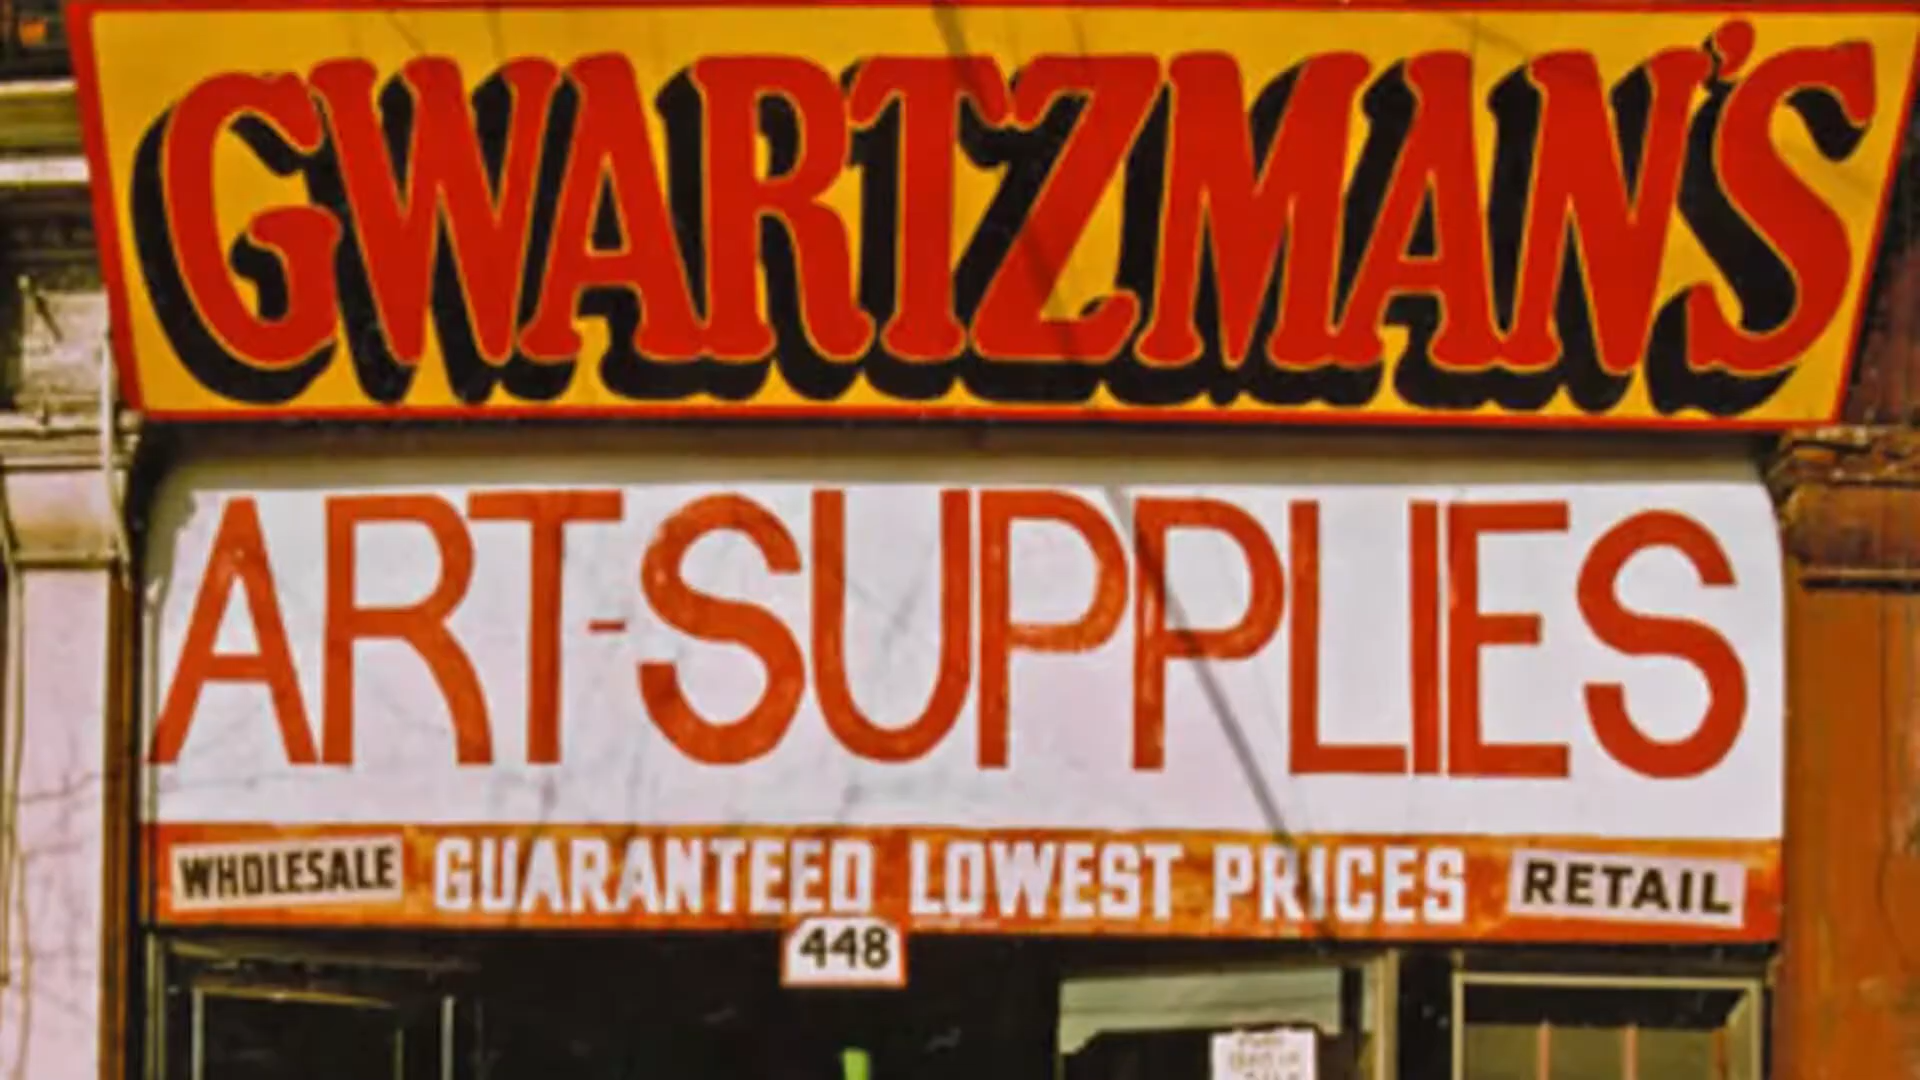 GWARTZMAN'S
ART-SUPPLIES
WHOLESALE GUARANTEED LOWEST PRICES RETAIL
448